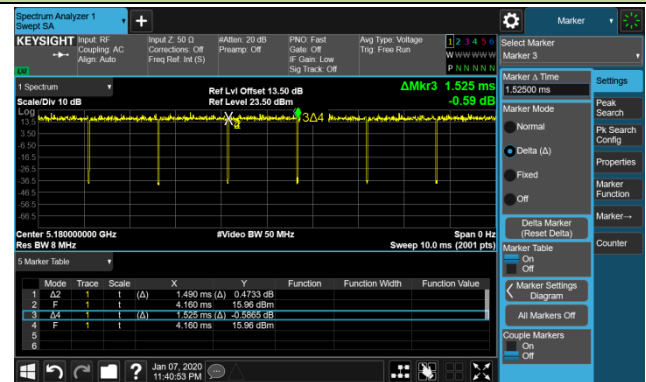 Spectrum Analyzer 1
Swept SA
Marker
KEYSIGHT Input: RF
Coupling: AC
Align: Auto
Input Z: 50 Ω
Corrections: Off
Freq Ref: Int (S)
#Atten: 20 dB
Preamp: Off
PNO: Fast
Gate: Off
IF Gain: Low
Sig Track: Off
Avg Type: Voltage
Trig: Free Run
1 2 3 4 5 6
W W W W W W
P N N N N N
Select Marker
Marker 3
1 Spectrum
Scale/Div 10 dB
Ref Lvl Offset 13.50 dB
Ref Level 23.50 dBm
ΔMkr3 1.525 ms
-0.59 dB
Log
13.5
3.50
-6.50
-16.5
-26.5
-36.5
-46.5
-56.5
-66.5
3Δ4
Center 5.180000000 GHz
Res BW 8 MHz
#Video BW 50 MHz
Span 0 Hz
Sweep 10.0 ms (2001 pts)
5 Marker Table
Mode Trace Scale X Y Function Function Width Function Value
1 Δ2 1 t (Δ) 1.490 ms (Δ) 0.4733 dB
2 F 1 t 4.160 ms 15.96 dBm
3 Δ4 1 t (Δ) 1.525 ms (Δ) -0.5865 dB
4 F 1 t 4.160 ms 15.96 dBm
5
6
Marker Δ Time
1.52500 ms
Marker Mode
Normal
Delta (Δ)
Fixed
Off
Delta Marker
(Reset Delta)
Marker Table
On
Off
Marker Settings
Diagram
All Markers Off
Couple Markers
On
Off
Settings
Peak
Search
Pk Search
Config
Properties
Marker
Function
Marker→
Counter
Jan 07, 2020
11:40:53 PM